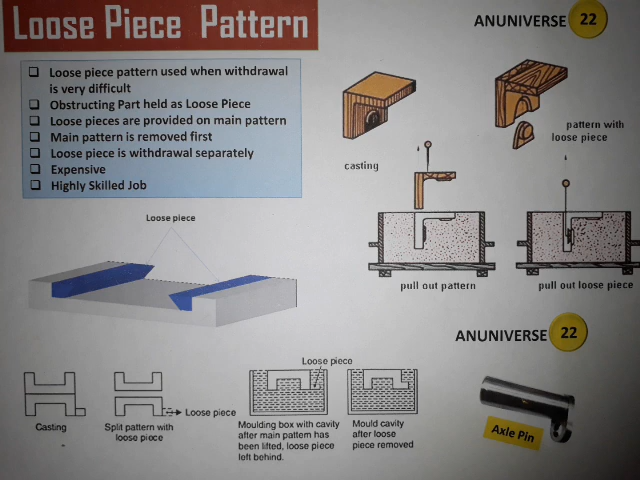 Loose Piece Pattern
ANUNIVERSE 22
Loose piece pattern used when withdrawal
is very difficult
Obstructing Part held as Loose Piece
Loose pieces are provided on main pattern
Main pattern is removed first
Loose piece is withdrawal separately
Expensive
Highly Skilled Job
casting
pattern with
loose piece
pull out pattern
pull out loose piece
Loose piece
ANUNIVERSE 22
Loose piece
Loose piece
Casting
Split pattern with
loose piece
Moulding box with cavity
after main pattem has
been lifted, loose piece
left behind.
Mould cavity
after loose
piece removed
Axle Pin